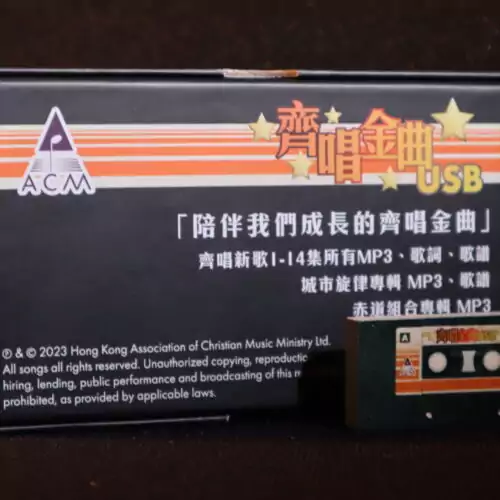 齊唱金曲
USB
ACM
「陪伴我們成長的齊唱金曲」
齊唱新歌1-14集所有MP3、歌詞、歌譜
城市旋律專輯 MP3、歌譜
赤道組合專輯 MP3
℗ & © 2023 Hong Kong Association of Christian Music Ministry Ltd.
All songs all rights reserved. Unauthorized copying,
hiring, lending, public performance and broadcasting of this
prohibited, as provided by applicable laws.
A
齊唱